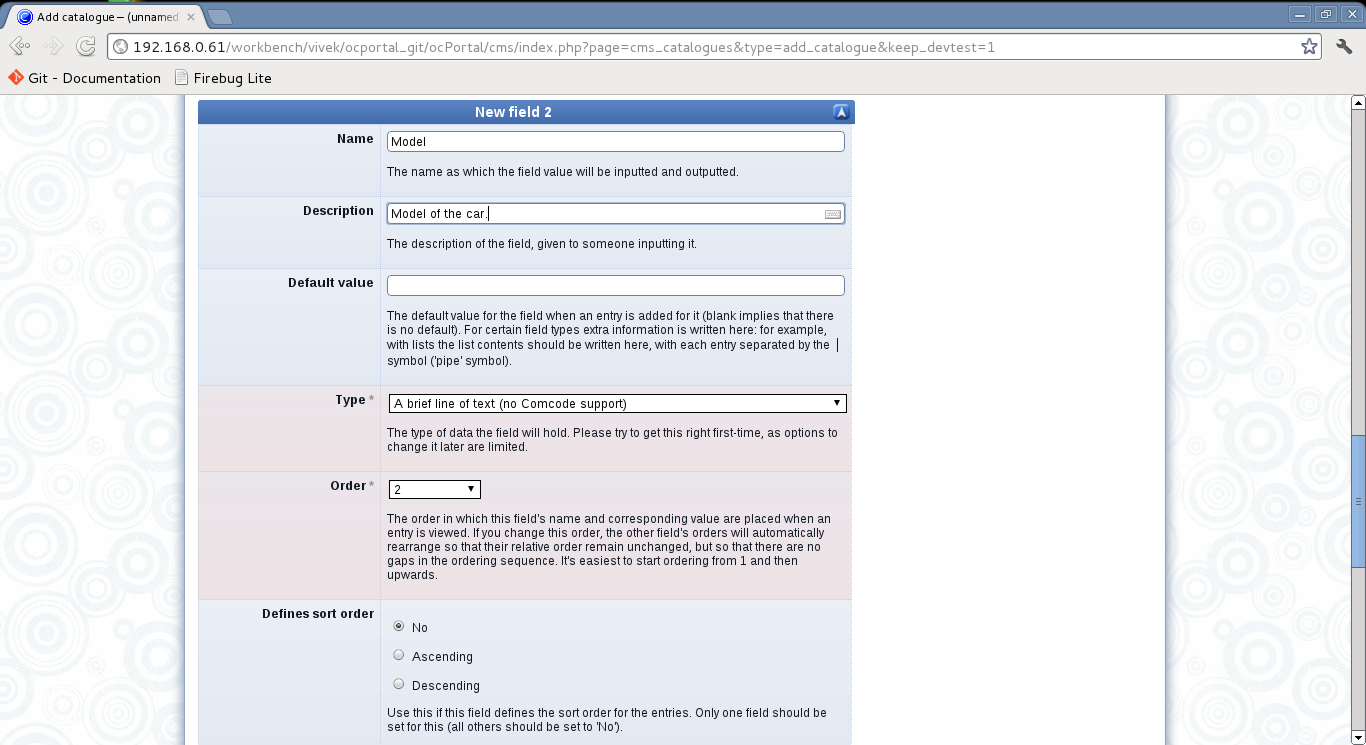 Add catalogue — (unnamed
192.168.0.61/workbench/vivek/ocportal_git/ocPortal/cms/index.php?page=cms_catalogues&type=add_catalogue&keep_devtest=1
Git - Documentation Firebug Lite
New field 2
Name Model
The name as which the field value will be inputted and outputted.
Description Model of the car.
The description of the field, given to someone inputting it.
Default value
The default value for the field when an entry is added for it (blank implies that there
is no default). For certain field types extra information is written here: for example,
with lists the list contents should be written here, with each entry separated by the |
symbol ('pipe' symbol).
Type * A brief line of text (no Comcode support)
The type of data the field will hold. Please try to get this right first-time, as options to
change it later are limited.
Order * 2
The order in which this field's name and corresponding value are placed when an
entry is viewed. If you change this order, the other field's orders will automatically
rearrange so that their relative order remain unchanged, but so that there are no
gaps in the ordering sequence. It's easiest to start ordering from 1 and then
upwards.
Defines sort order
No
Ascending
Descending
Use this if this field defines the sort order for the entries. Only one field should be
set for this (all others should be set to 'No').